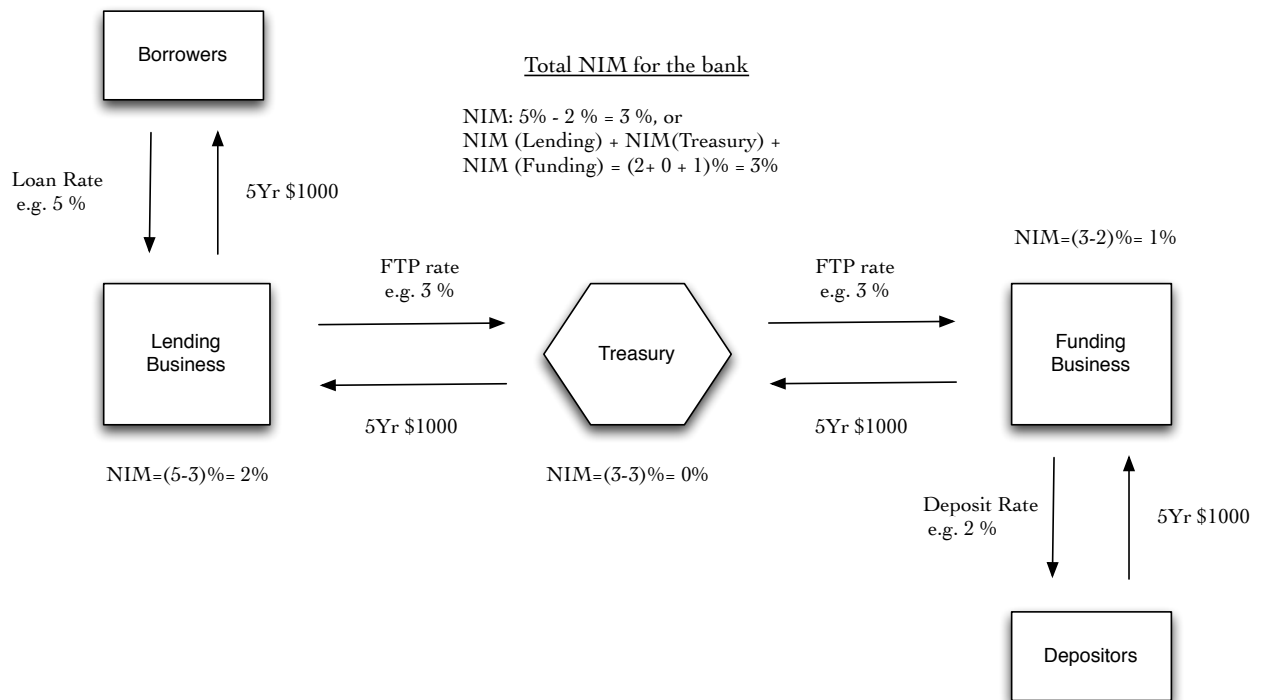 Borrowers
Total NIM for the bank
NIM: 5% - 2 % = 3 %, or
NIM (Lending) + NIM(Treasury) +
NIM (Funding) = (2+ 0 + 1)% = 3%
Loan Rate
e.g. 5 %
5Yr $1000
NIM=(3-2)%= 1%
FTP rate
e.g. 3 %
FTP rate
e.g. 3 %
Lending
Business
Treasury
Funding
Business
5Yr $1000
5Yr $1000
NIM=(5-3)%= 2%
NIM=(3-3)%= 0%
Deposit Rate
e.g. 2 %
5Yr $1000
Depositors